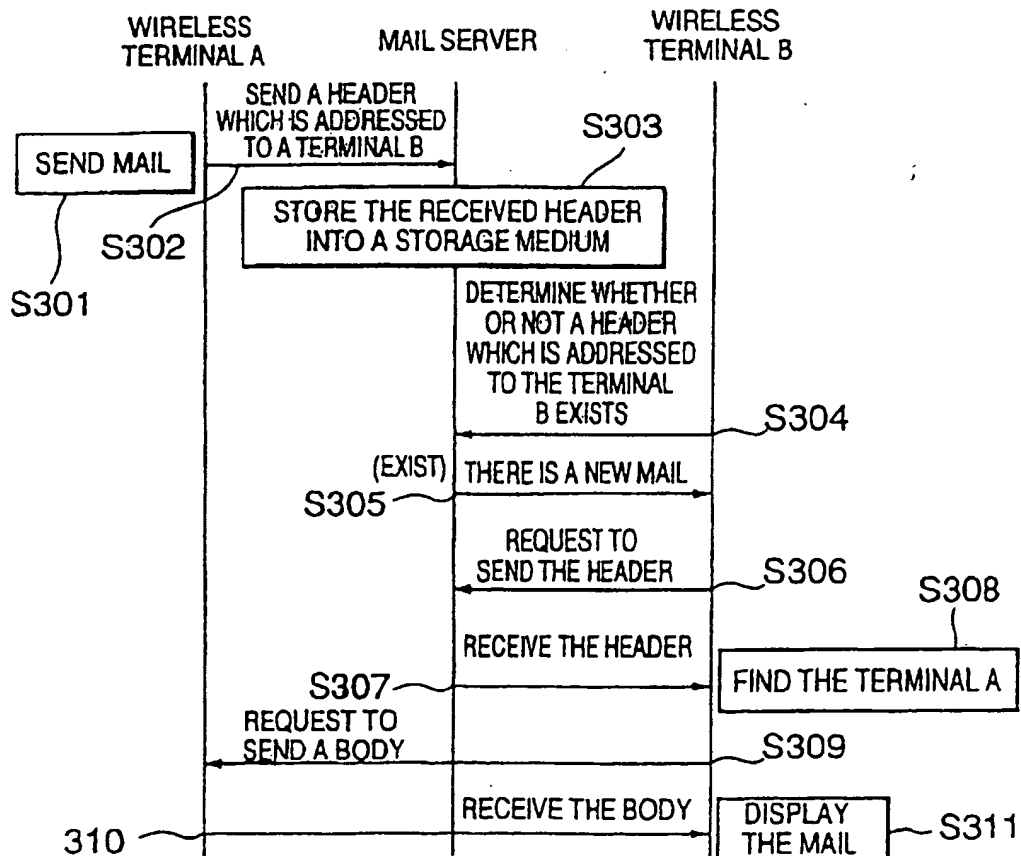 WIRELESS
TERMINAL A
MAIL SERVER
WIRELESS
TERMINAL B
SEND A HEADER
WHICH IS ADDRESSED
TO A TERMINAL B
S303
SEND MAIL
S302
S301
STORE THE RECEIVED HEADER
INTO A STORAGE MEDIUM
DETERMINE WHETHER
OR NOT A HEADER
WHICH IS ADDRESSED
TO THE TERMINAL
B EXISTS
S304
(EXIST)
THERE IS A NEW MAIL
S305
REQUEST TO
SEND THE HEADER
S306
S308
RECEIVE THE HEADER
FIND THE TERMINAL A
S307
REQUEST TO
SEND A BODY
S309
RECEIVE THE BODY
310
DISPLAY
THE MAIL
S311